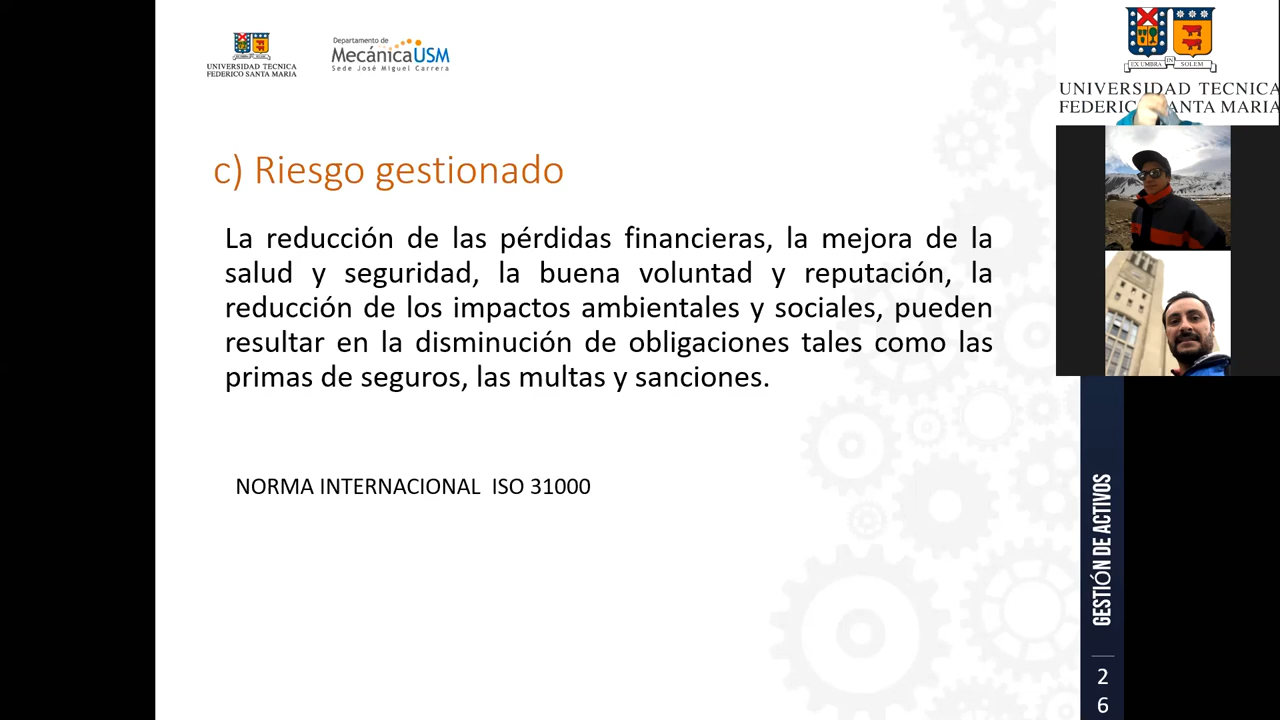 UNIVERSIDAD TECNICA
FEDERICO SANTA MARIA
Departamento de
MecánicaUSM
Sede José Miguel Carrera
EX UMBRA IN SOLEM
UNIVERSIDAD TECNICA
FEDERICO SANTA MARIA
c) Riesgo gestionado
La reducción de las pérdidas financieras, la mejora de la
salud y seguridad, la buena voluntad y reputación, la
reducción de los impactos ambientales y sociales, pueden
resultar en la disminución de obligaciones tales como las
primas de seguros, las multas y sanciones.
NORMA INTERNACIONAL ISO 31000
GESTIÓN DE ACTIVOS
2
6